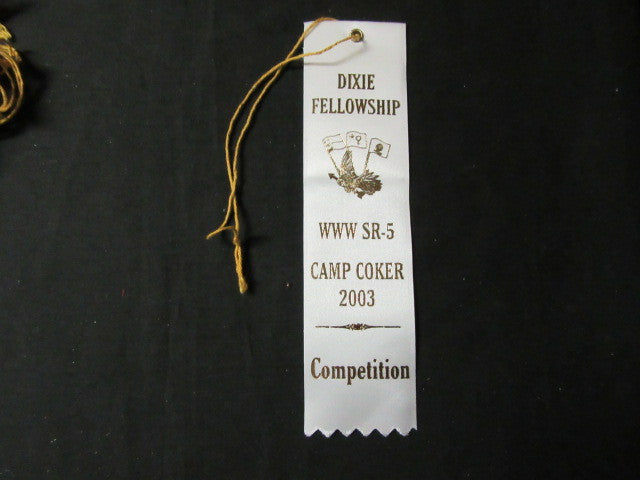 DIXIE
FELLOWSHIP
WWW SR-5
CAMP COKER
2003
Competition